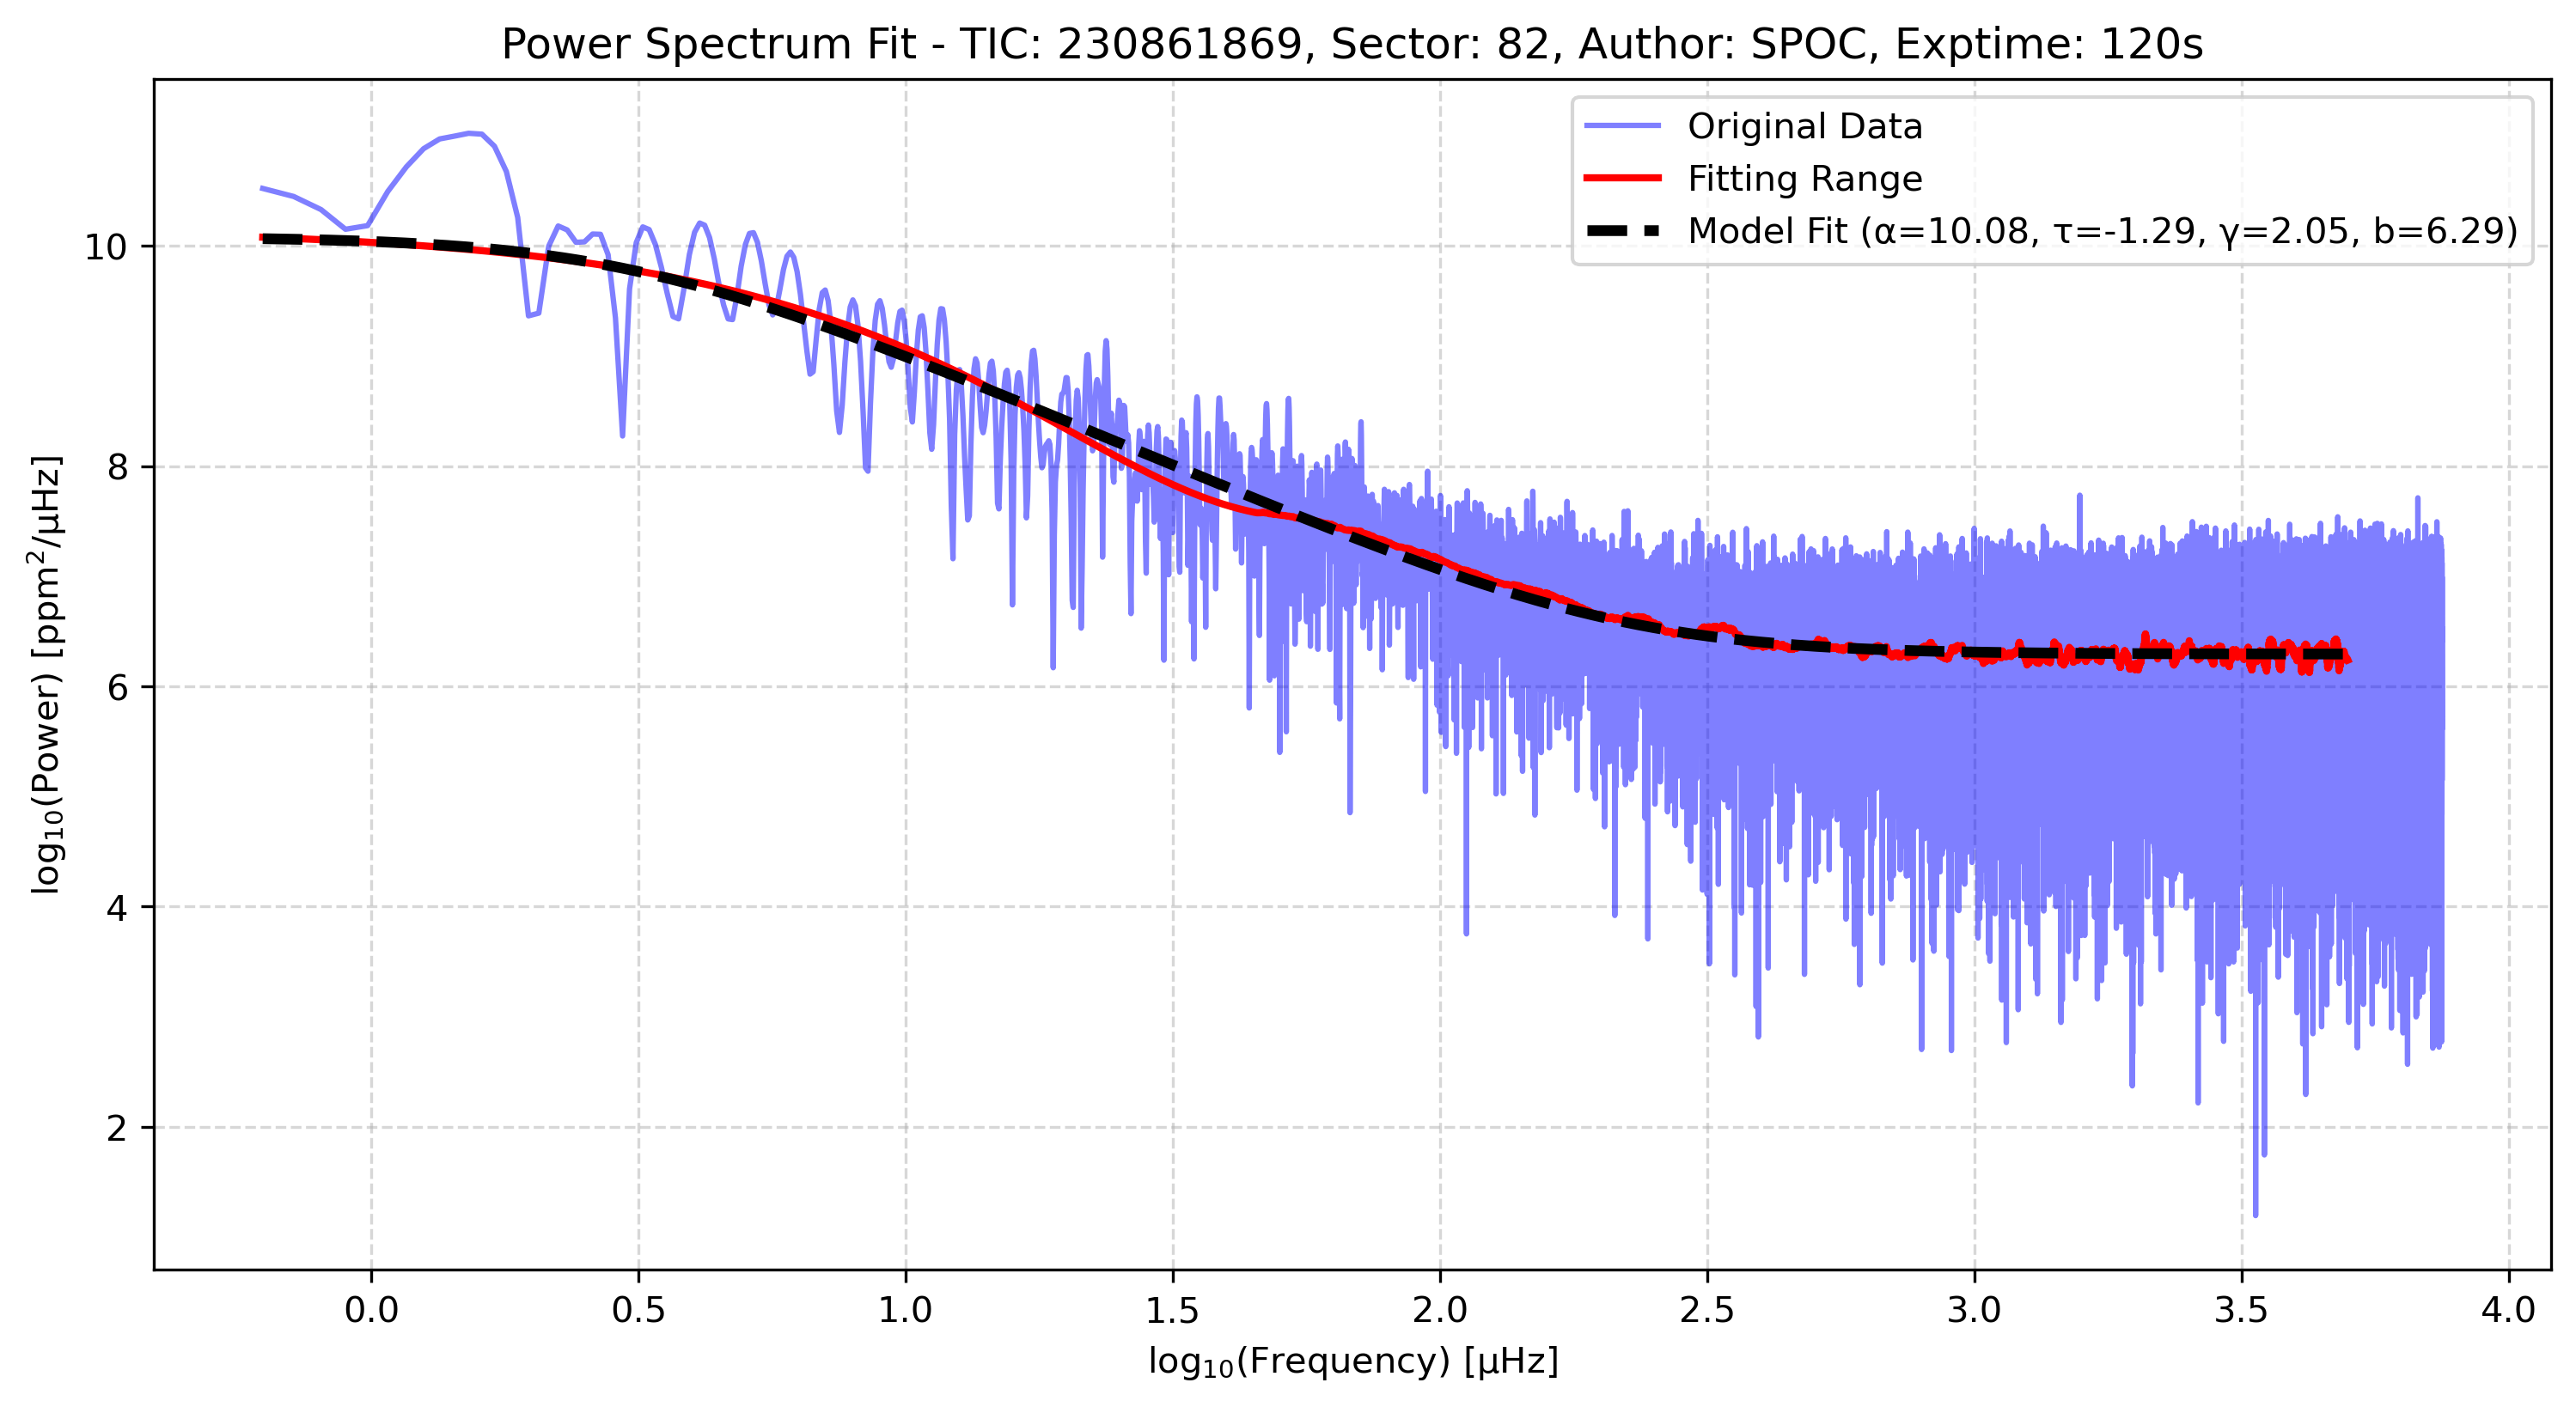 Power Spectrum Fit - TIC: 230861869, Sector: 82, Author: SPOC, Exptime: 120s
Original Data
Fitting Range
Model Fit (α=10.08, τ=-1.29, γ=2.05, b=6.29)
log₁₀(Power) [ppm²/μHz]
10
8
6
4
2
0.0 0.5 1.0 1.5 2.0 2.5 3.0 3.5 4.0
log₁₀(Frequency) [μHz]